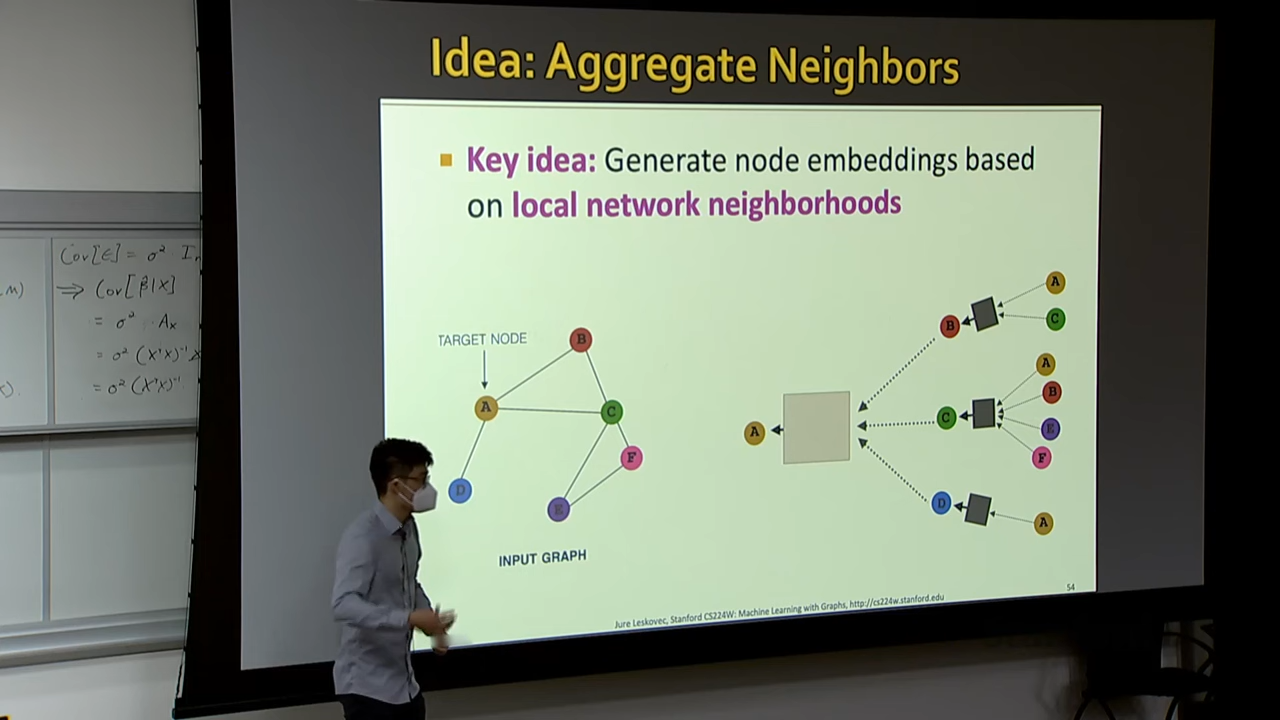 Idea: Aggregate Neighbors
Key idea: Generate node embeddings based
on local network neighborhoods
TARGET NODE
B
A
C
F
D
E
INPUT GRAPH
A
B
C
D
A
C
A
B
E
F
A
54
Jure Leskovec, Stanford CS224W: Machine Learning with Graphs, http://cs224w.stanford.edu
Cov[ε] = σ²
⇒ Cov[β̂|X]
= σ² · Aₓ
= σ² (X'X)⁻¹
= σ² (X'X)⁻¹